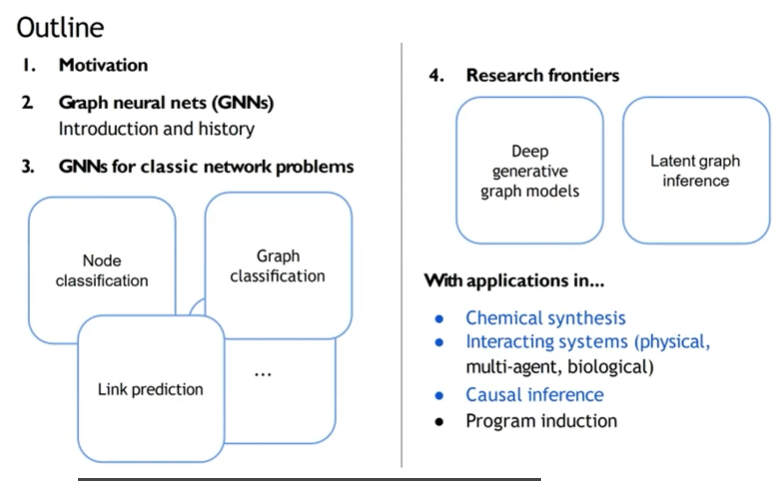 Outline
1. Motivation
2 Graph neural nets (GNNs)
Introduction and history
3. GNNs for classic network problems
Node
classification
Graph
classification
Link prediction
...
4. Research frontiers
Deep
generative
graph models
Latent graph
inference
With applications in...
● Chemical synthesis
● Interacting systems (physical,
multi-agent, biological)
● Causal inference
● Program induction